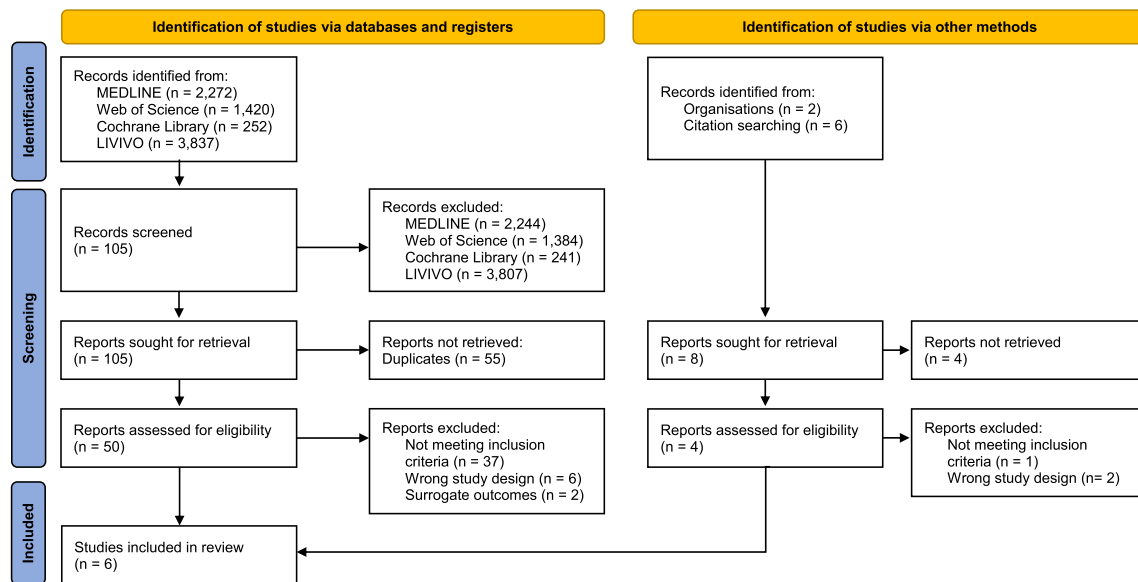 Identification of studies via databases and registers
Identification of studies via other methods
Identification
Records identified from:
MEDLINE (n = 2,272)
Web of Science (n = 1,420)
Cochrane Library (n = 252)
LIVIVO (n = 3,837)
Records identified from:
Organisations (n = 2)
Citation searching (n = 6)
Screening
Records screened
(n = 105)
Records excluded:
MEDLINE (n = 2,244)
Web of Science (n = 1,384)
Cochrane Library (n = 241)
LIVIVO (n = 3,807)
Reports sought for retrieval
(n = 105)
Reports not retrieved:
Duplicates (n = 55)
Reports sought for retrieval
(n = 8)
Reports not retrieved
(n = 4)
Reports assessed for eligibility
(n = 50)
Reports excluded:
Not meeting inclusion
criteria (n = 37)
Wrong study design (n = 6)
Surrogate outcomes (n = 2)
Reports assessed for eligibility
(n = 4)
Reports excluded:
Not meeting inclusion
criteria (n = 1)
Wrong study design (n= 2)
Included
Studies included in review
(n = 6)